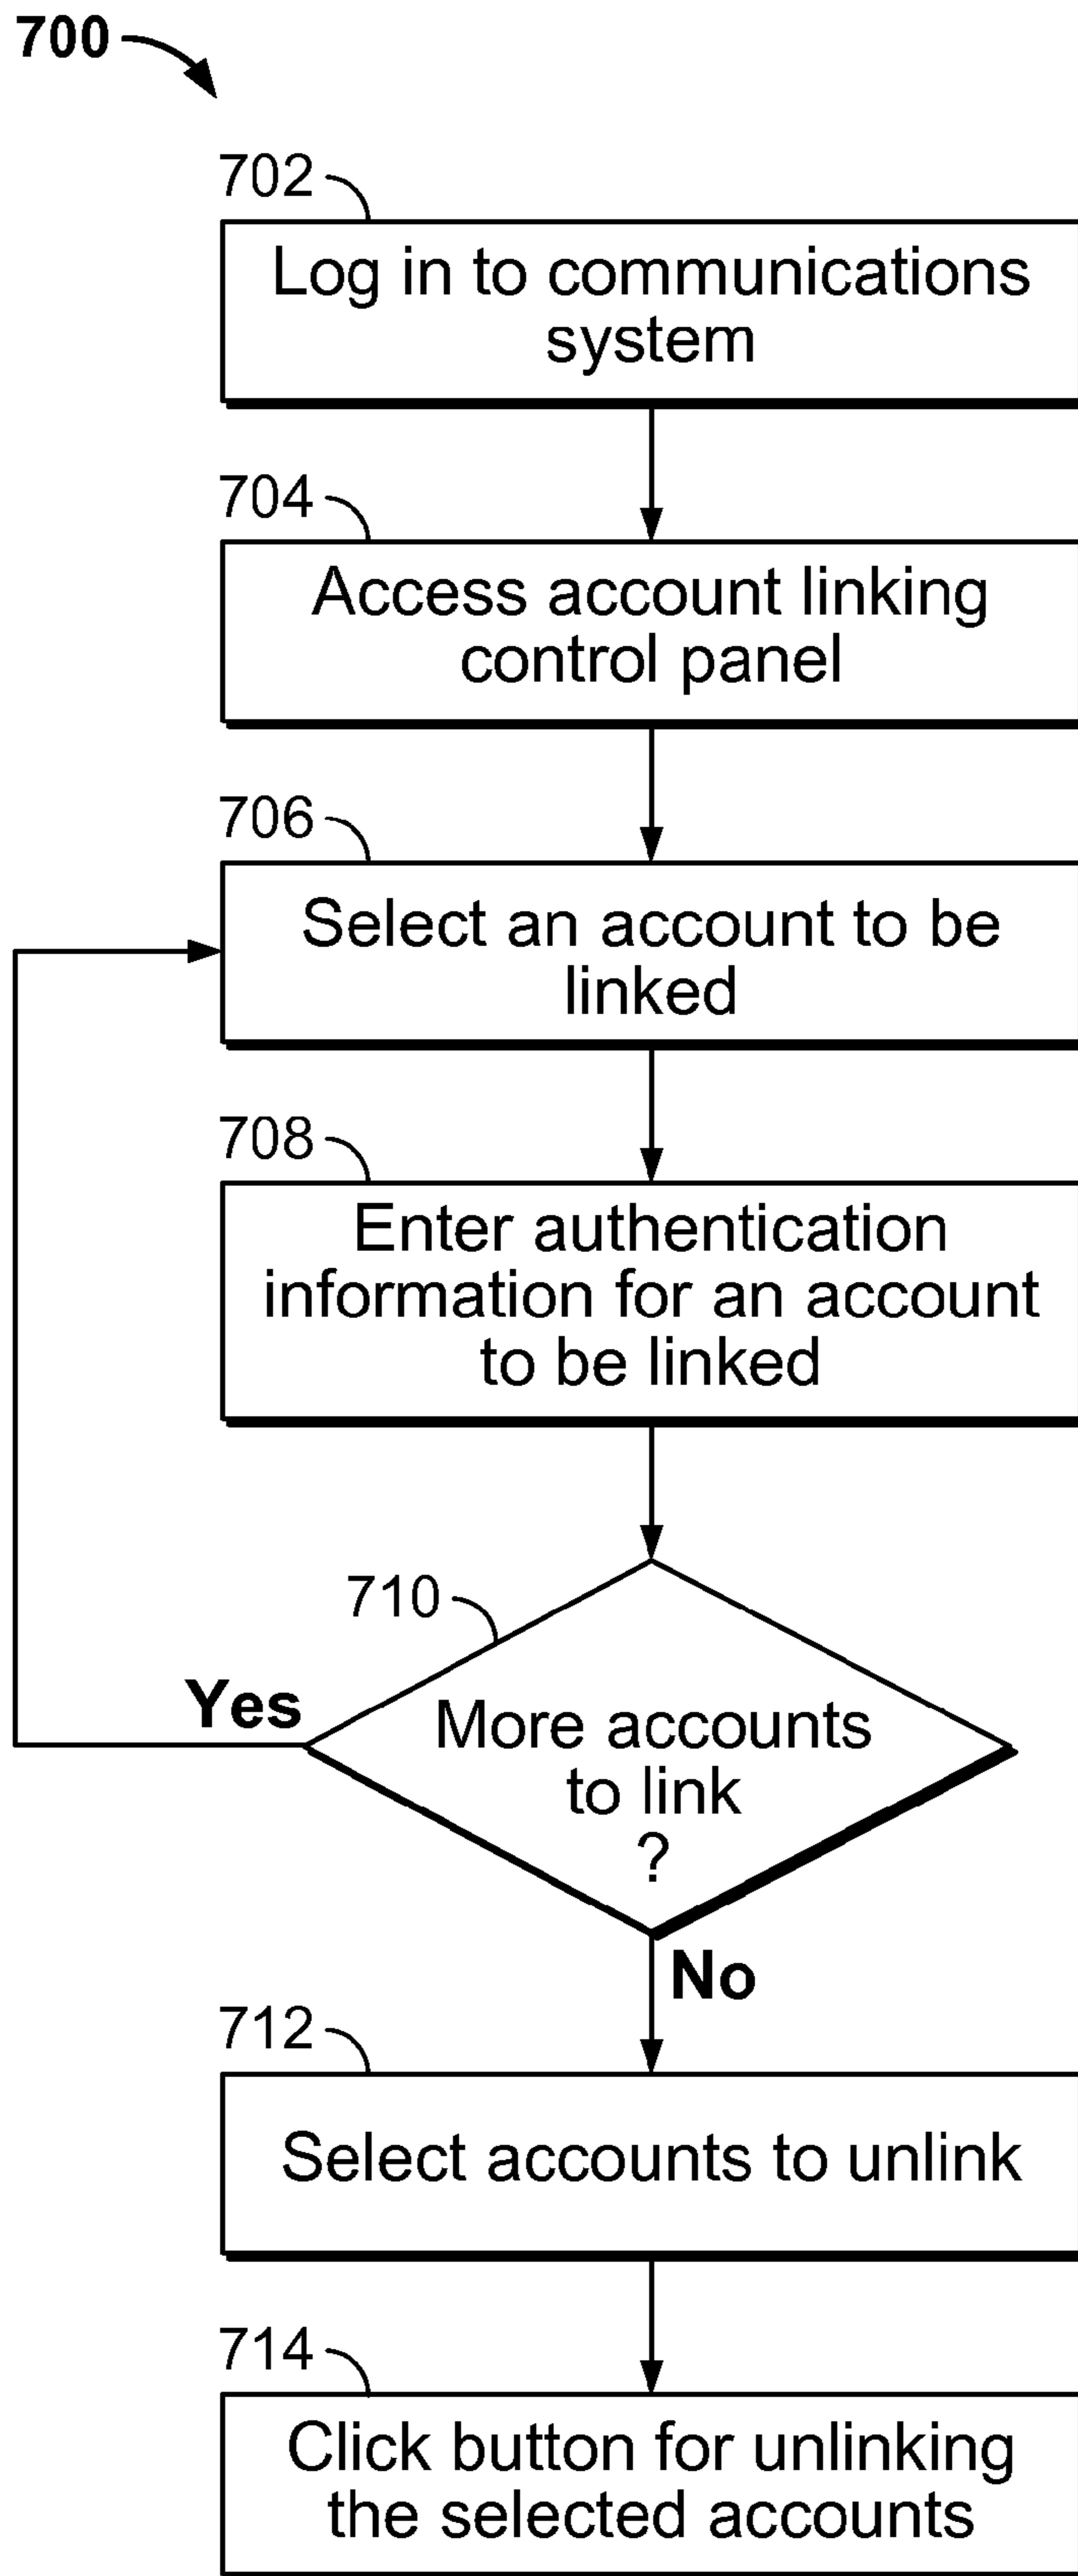 700
702
Log in to communications
system
704
Access account linking
control panel
706
Select an account to be
linked
708
Enter authentication
information for an account
to be linked
710
Yes
More accounts
to link
?
No
712
Select accounts to unlink
714
Click button for unlinking
the selected accounts